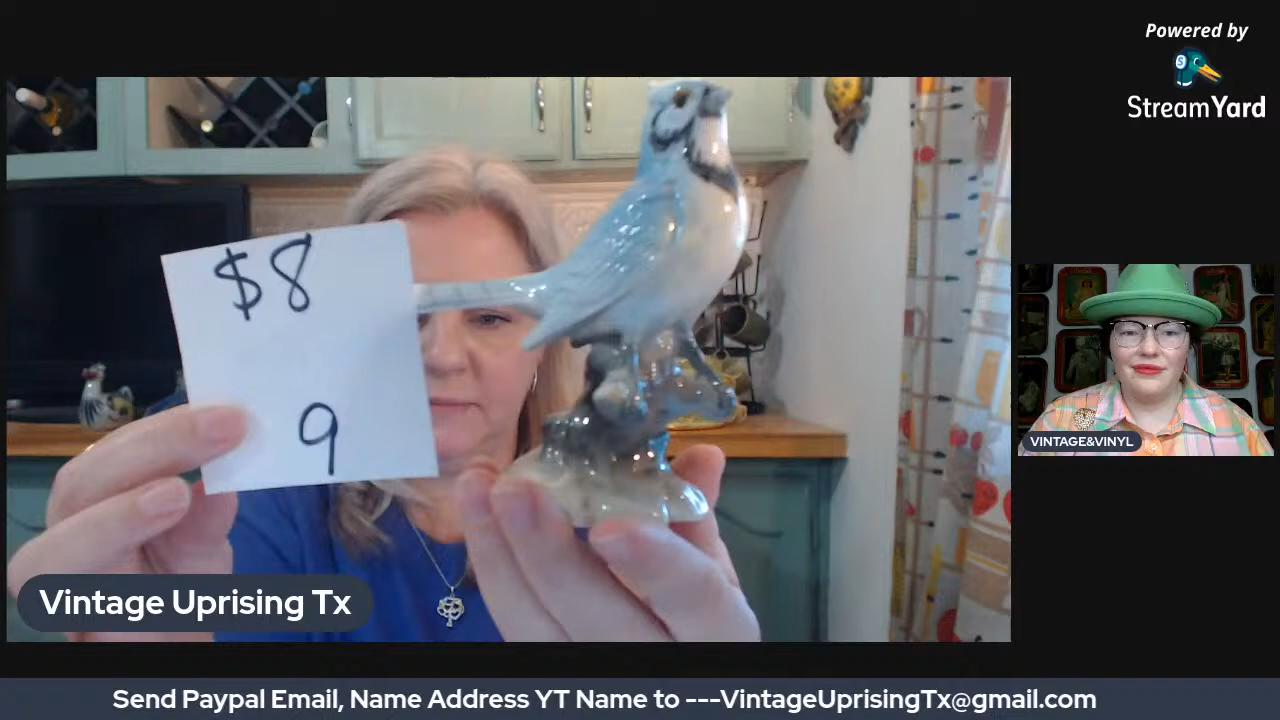 Powered by
StreamYard
$8
9
VINTAGE&VINYL
Vintage Uprising Tx
Send Paypal Email, Name Address YT Name to ---VintageUprisingTx@gmail.com